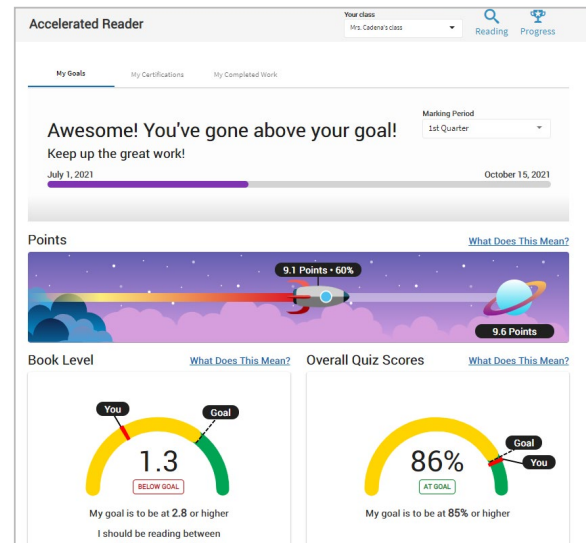 Accelerated Reader
Your class
Mrs. Cadena's class
Reading
Progress
My Goals
My Certifications
My Completed Work
Marking Period
1st Quarter
Awesome! You've gone above your goal!
Keep up the great work!
July 1, 2021
October 15, 2021
Points
What Does This Mean?
9.1 Points • 60%
9.6 Points
Book Level
What Does This Mean?
You
Goal
1.3
BELOW GOAL
My goal is to be at 2.8 or higher
I should be reading between
Overall Quiz Scores
What Does This Mean?
Goal
You
86%
AT GOAL
My goal is to be at 85% or higher